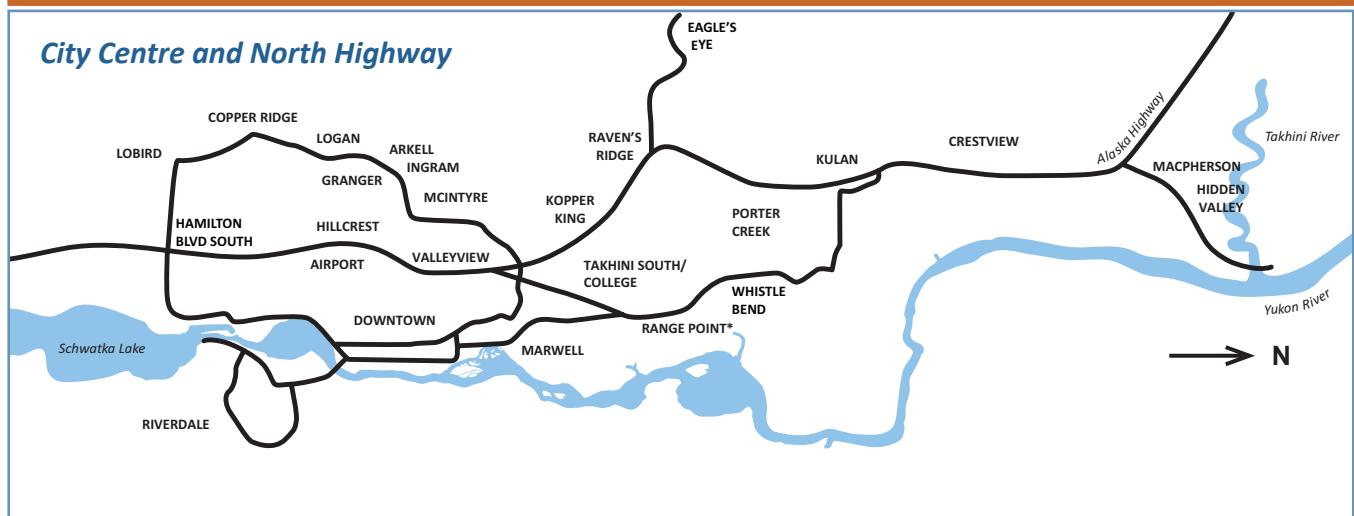 City Centre and North Highway
EAGLE'S
EYE
COPPER RIDGE
LOGAN
ARKELL
INGRAM
LOBIRD
GRANGER
MCINTYRE
RAVEN'S
RIDGE
KULAN
CRESTVIEW
Alaska Highway
Takhini River
MACPHERSON
HIDDEN
VALLEY
KOPPER
KING
PORTER
CREEK
HAMILTON
BLVD SOUTH
HILLCREST
AIRPORT
VALLEYVIEW
TAKHINI SOUTH/
COLLEGE
WHISTLE
BEND
Yukon River
DOWNTOWN
RANGE POINT*
MARWELL
Schwatka Lake
N
RIVERDALE